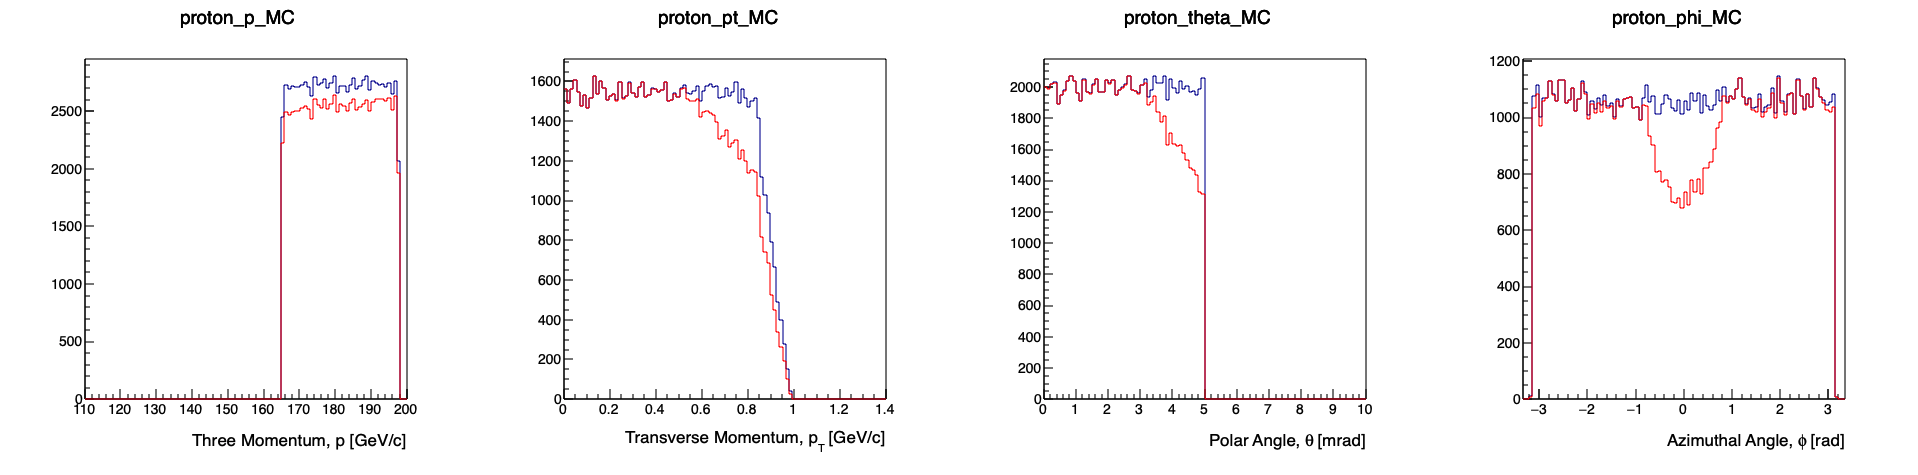 proton_p_MC
2500
2000
1500
1000
500
0
110 120 130 140 150 160 170 180 190 200
Three Momentum, p [GeV/c]
proton_pt_MC
1600
1400
1200
1000
800
600
400
200
0
0 0.2 0.4 0.6 0.8 1 1.2 1.4
Transverse Momentum, p_T [GeV/c]
proton_theta_MC
2000
1800
1600
1400
1200
1000
800
600
400
200
0
0 1 2 3 4 5 6 7 8 9 10
Polar Angle, θ [mrad]
proton_phi_MC
1200
1000
800
600
400
200
0
−3 −2 −1 0 1 2 3
Azimuthal Angle, ϕ [rad]